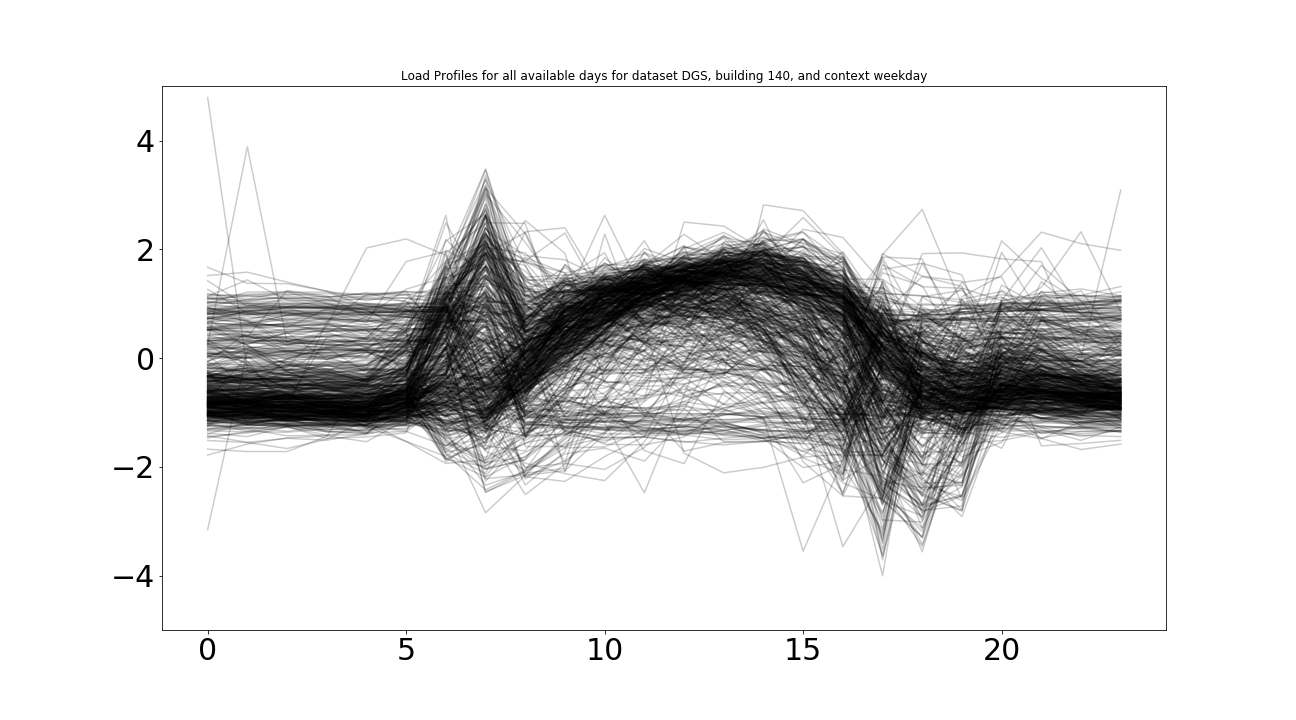 Load Profiles for all available days for dataset DGS, building 140, and context weekday
4
2
0
−2
−4
0 5 10 15 20